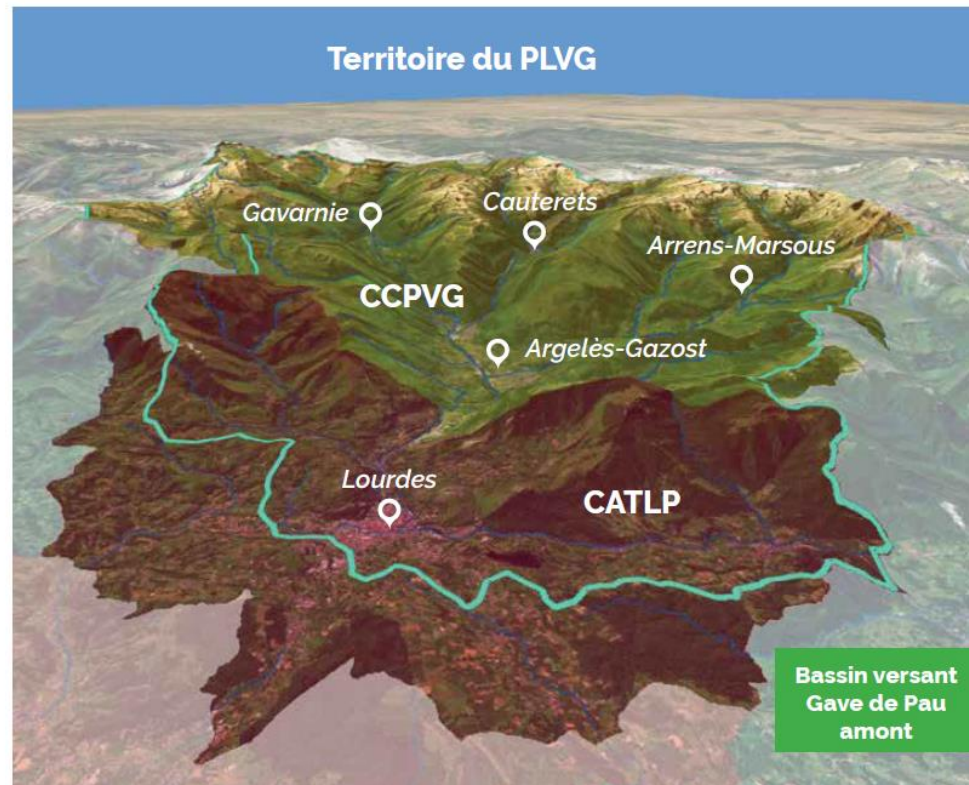 Territoire du PLVG
Gavarnie
Cauterets
Arrens-Marsous
CCPVG
Argelès-Gazost
Lourdes
CATLP
Bassin versant
Gave de Pau
amont